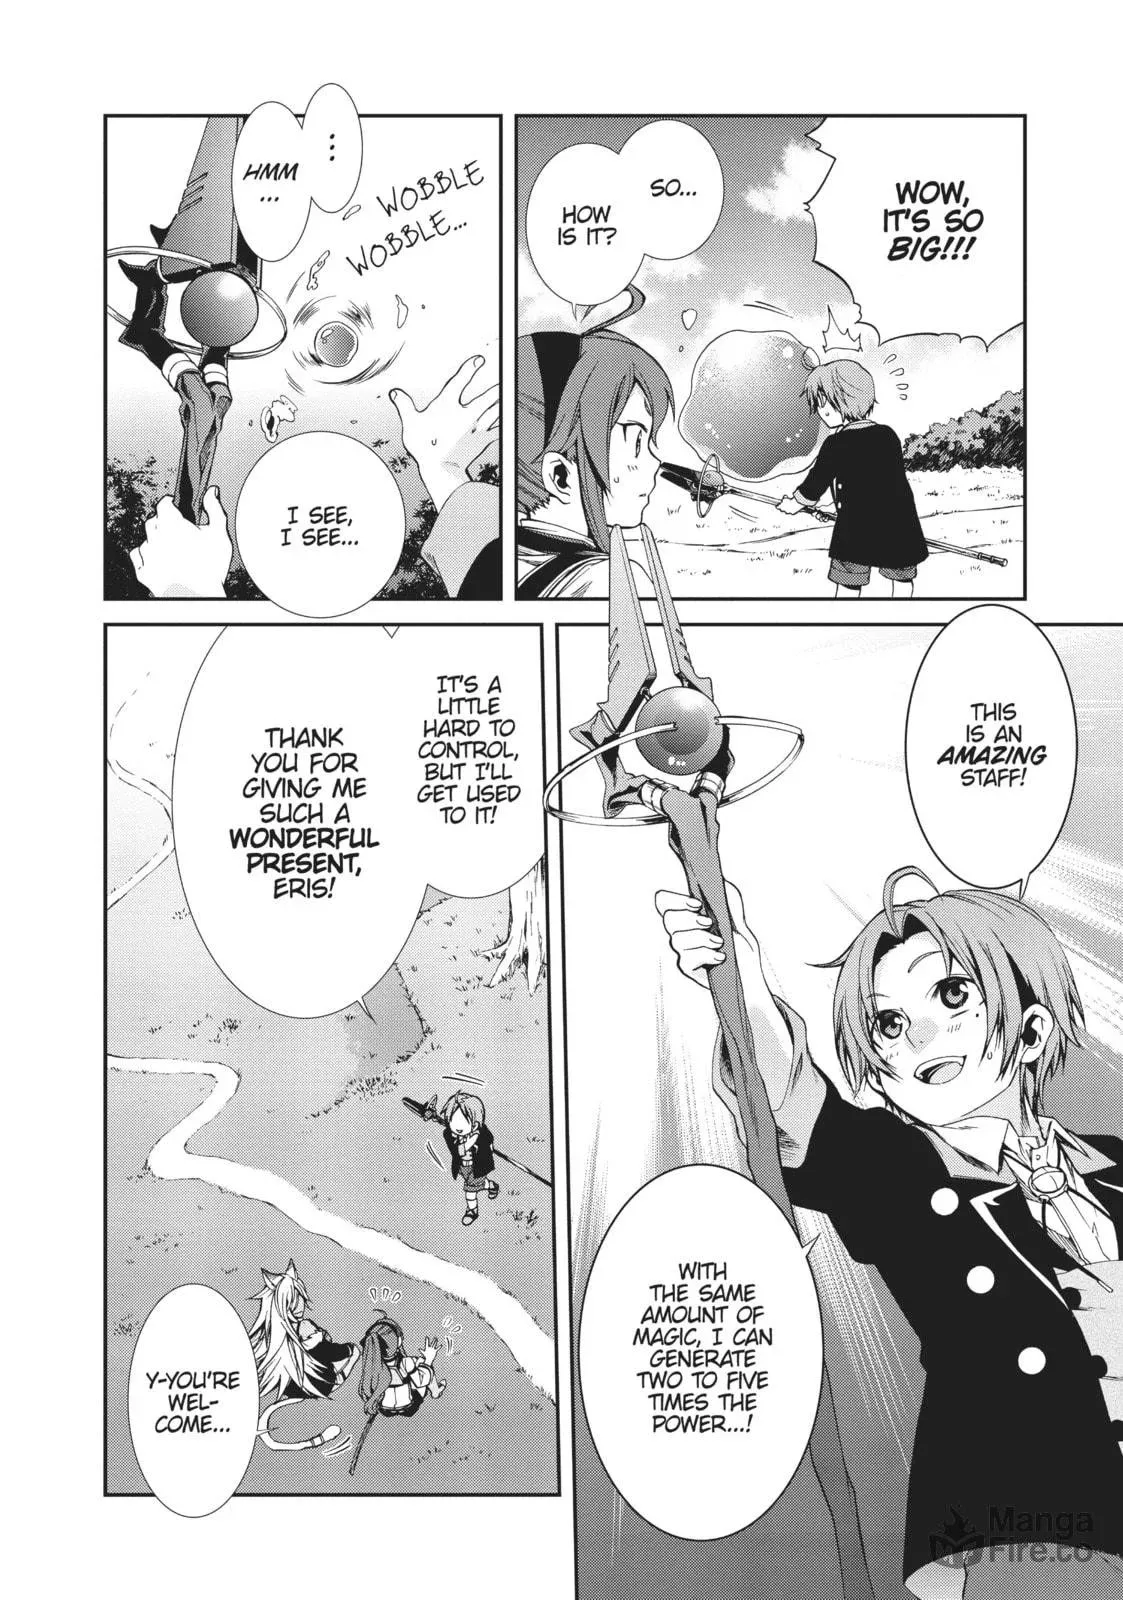 WOW,
IT'S SO
BIG!!!
SO...
HOW
IS IT?
...
HMM
...
WOBBLE
WOBBLE...
I SEE,
I SEE...
THIS
IS AN
AMAZING
STAFF!
WITH
THE SAME
AMOUNT OF
MAGIC, I CAN
GENERATE
TWO TO FIVE
TIMES THE
POWER...!
IT'S A
LITTLE
HARD TO
CONTROL,
BUT I'LL
GET USED
TO IT!
THANK
YOU FOR
GIVING ME
SUCH A
WONDERFUL
PRESENT,
ERIS!
Y-YOU'RE
WEL-
COME...
Manga
Fire.co